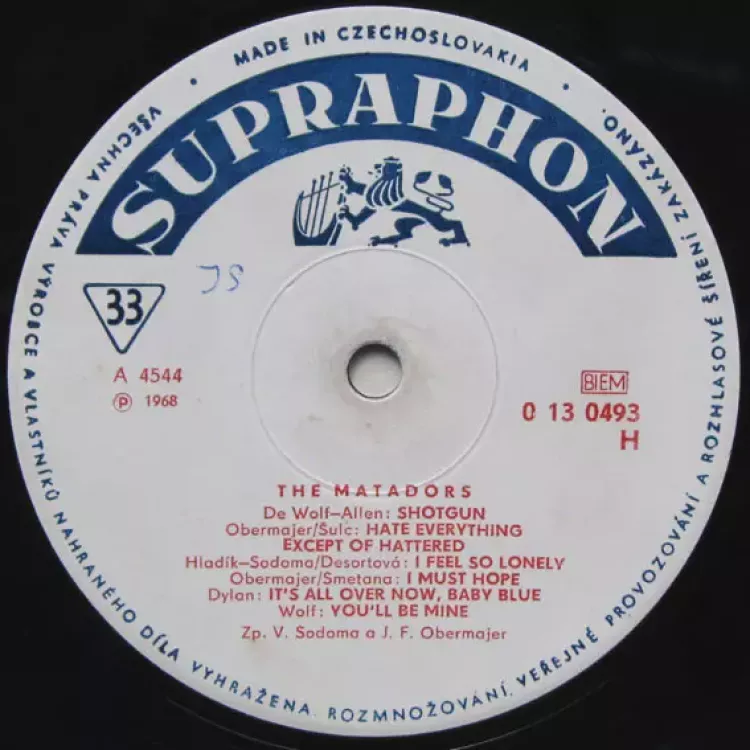 • MADE IN CZECHOSLOVAKIA •
VŠECHNA PRÁVA VÝROBCE A VLASTNÍKŮ NAHRANÉHO DÍLA VYHRAŽENA. ROZMNOŽOVÁNÍ, VEŘEJNÉ PROVOZOVÁNÍ A ROZHLASOVÉ ŠÍŘENÍ ZAKÁZÁNO.
SUPRAPHON
33
JS
A 4544
℗ 1968
BIEM
0 13 0493
H
THE MATADORS
De Wolf–Allen: SHOTGUN
Obermajer/Šulc: HATE EVERYTHING
EXCEPT OF HATTERED
Hladík–Sodoma/Desortová: I FEEL SO LONELY
Obermajer/Smetana: I MUST HOPE
Dylan: IT'S ALL OVER NOW, BABY BLUE
Wolf: YOU'LL BE MINE
Zp. V. Sodoma a J. F. Obermajer